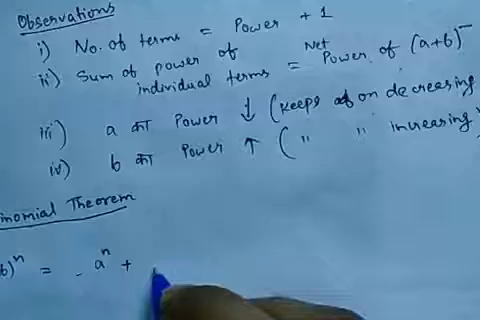 Observations
i) No. of terms = Power + 1
ii) Sum of power of individual terms = Net Power of (a+b)
iii) a का Power ↓ (keeps on decreasing
iv) b का Power ↑ ( " " increasing)
nomial Theorem
b)ⁿ = aⁿ +